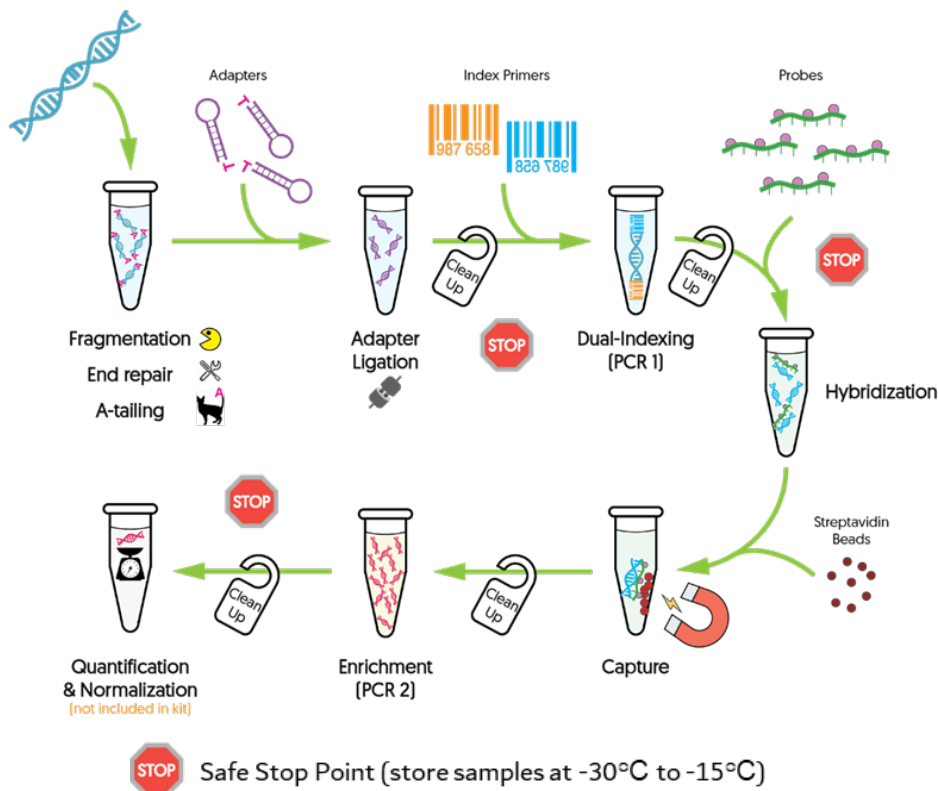 Adapters
Index Primers
Probes
T
T
T
987 658
987 658
A
A
A
A
A
A
Clean
Up
Clean
Up
STOP
STOP
Fragmentation
End repair
A-tailing
A
Adapter
Ligation
Dual-Indexing
(PCR 1)
Hybridization
STOP
Streptavidin
Beads
Clean
Up
Clean
Up
Quantification
& Normalization
(not included in kit)
Enrichment
(PCR 2)
Capture
STOP
Safe Stop Point (store samples at -30°C to -15°C)